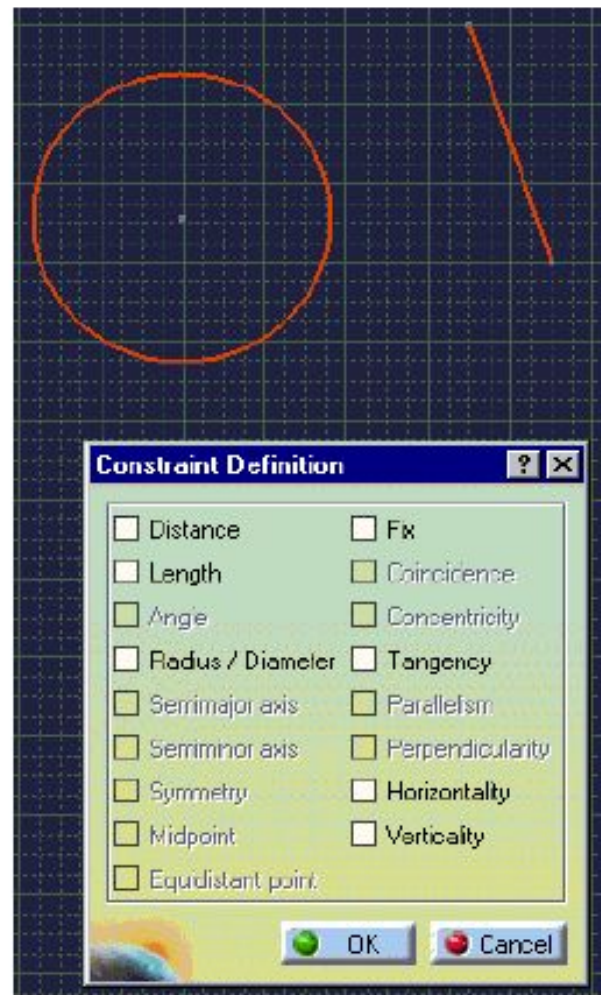 Constraint Definition
Distance
Fix
Length
Coincidence
Angle
Concentricity
Radius / Diameter
Tangency
Semimajor axis
Parallelism
Semiminor axis
Perpendicularity
Symmetry
Horizontality
Midpoint
Verticality
Equidistant point
OK
Cancel